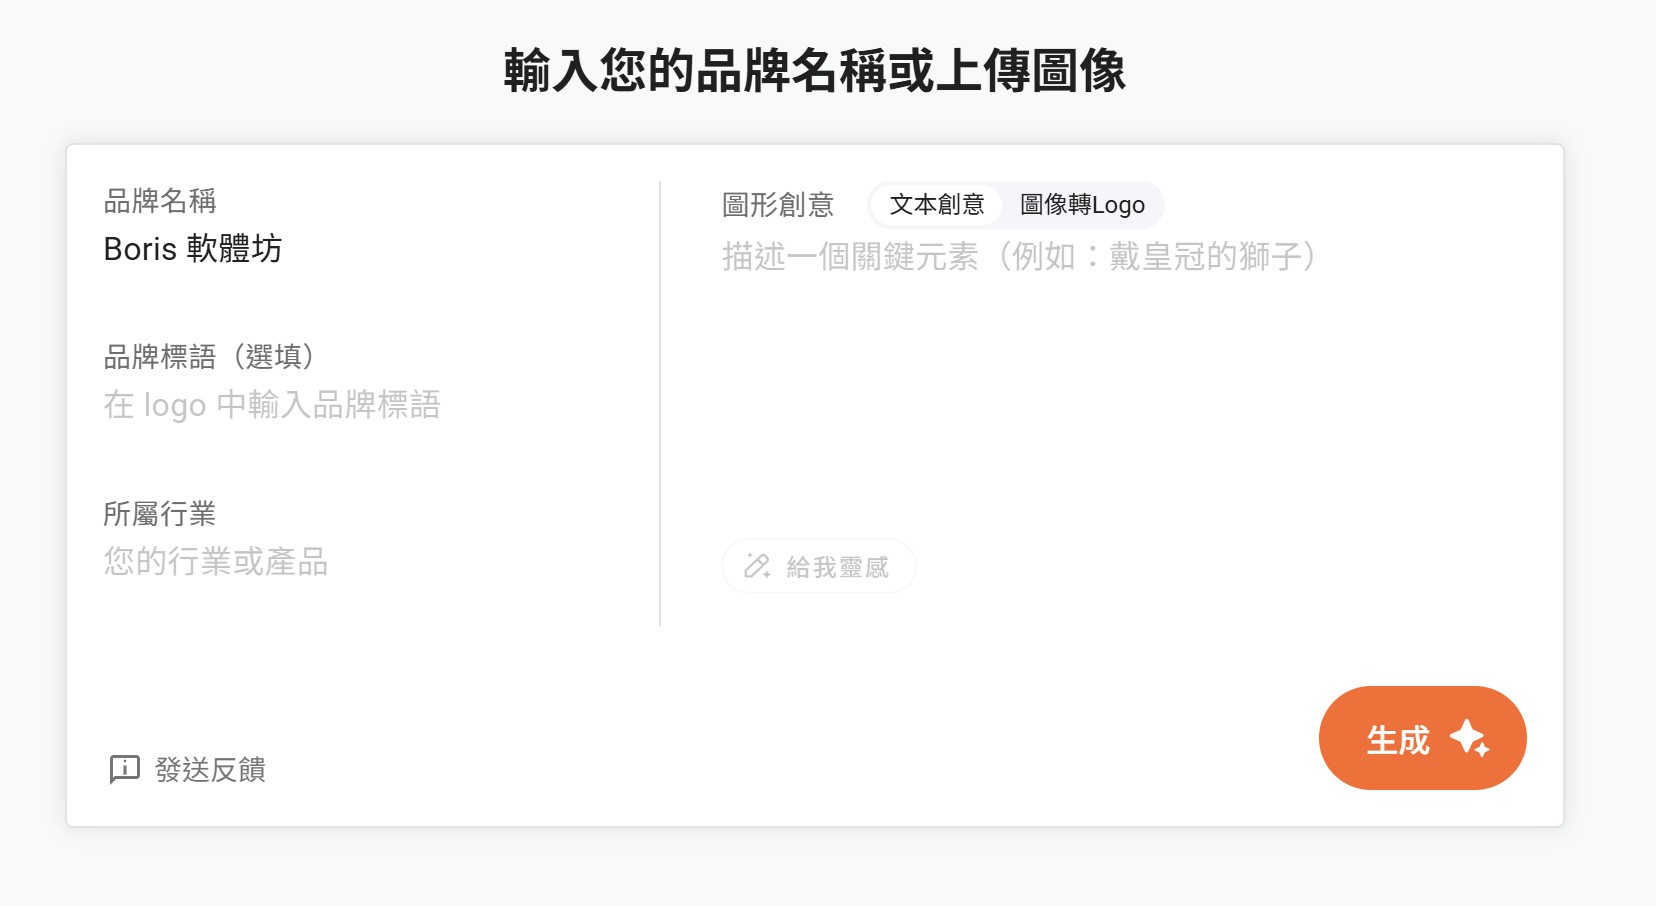 輸入您的品牌名稱或上傳圖像
品牌名稱
Boris 軟體坊
品牌標語（選填）
在 logo 中輸入品牌標語
所屬行業
您的行業或產品
圖形創意
文本創意
圖像轉Logo
描述一個關鍵元素（例如：戴皇冠的獅子）
給我靈感
發送反饋
生成